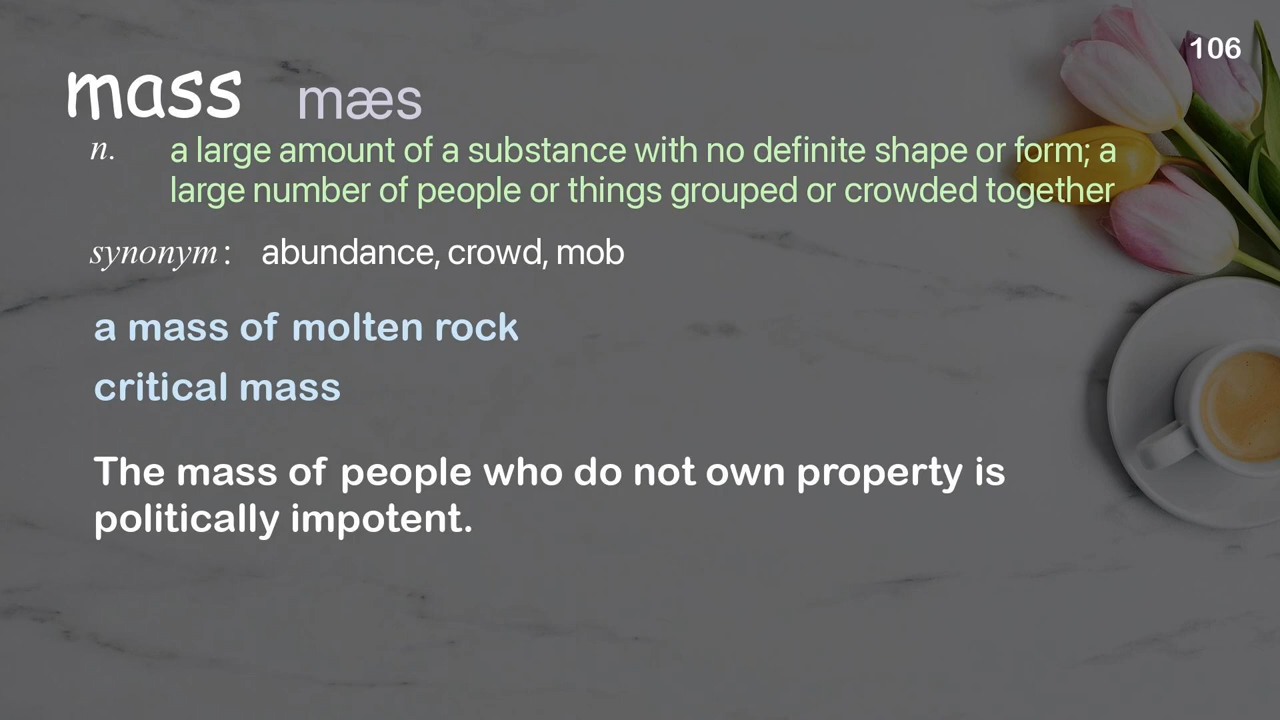 106
mass mæs
n. a large amount of a substance with no definite shape or form; a
large number of people or things grouped or crowded together
synonym: abundance, crowd, mob
a mass of molten rock
critical mass
The mass of people who do not own property is
politically impotent.